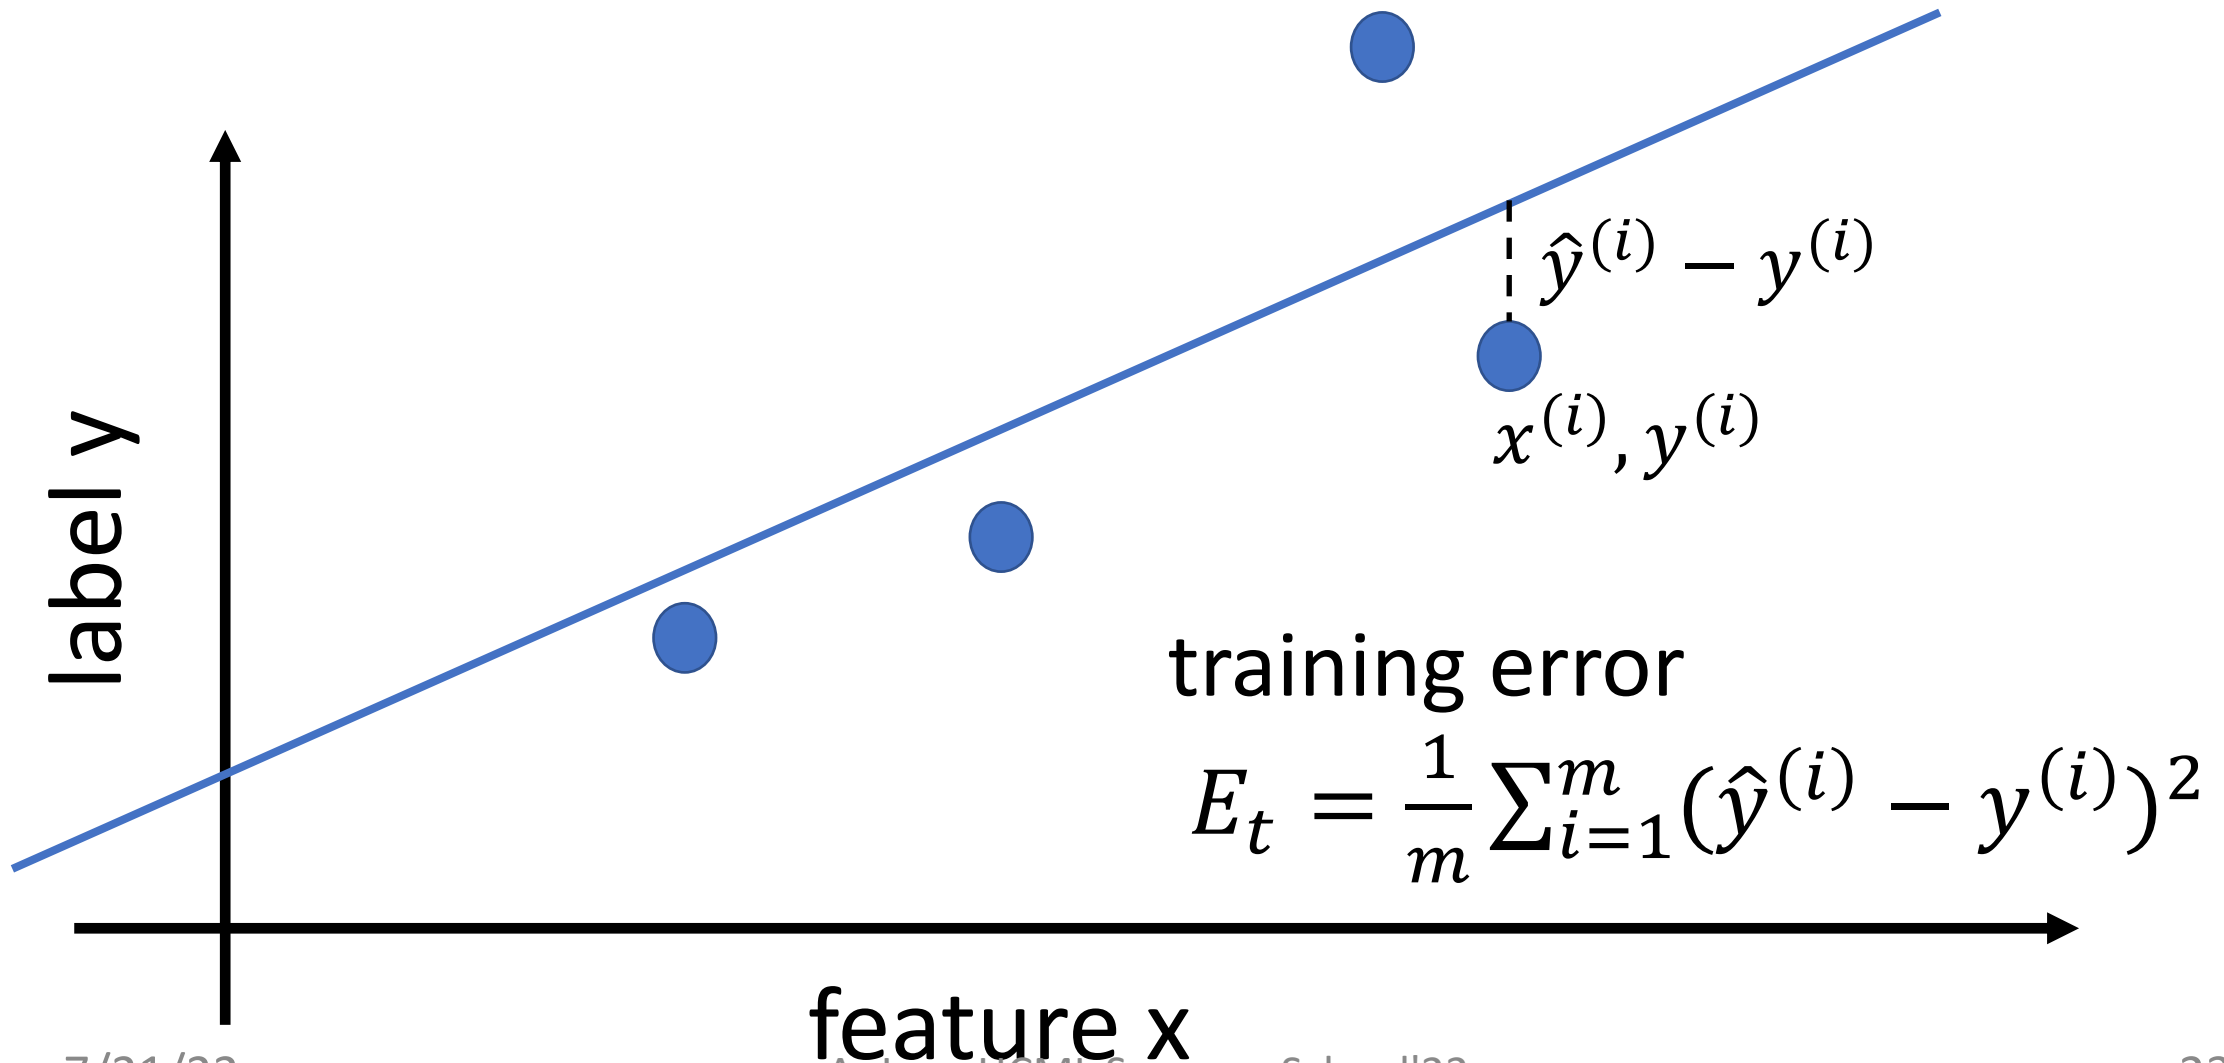 ŷ⁽ⁱ⁾ − y⁽ⁱ⁾
x⁽ⁱ⁾, y⁽ⁱ⁾
label y
training error
E_t = 1/m ∑_{i=1}^{m} (ŷ⁽ⁱ⁾ − y⁽ⁱ⁾)²
feature x